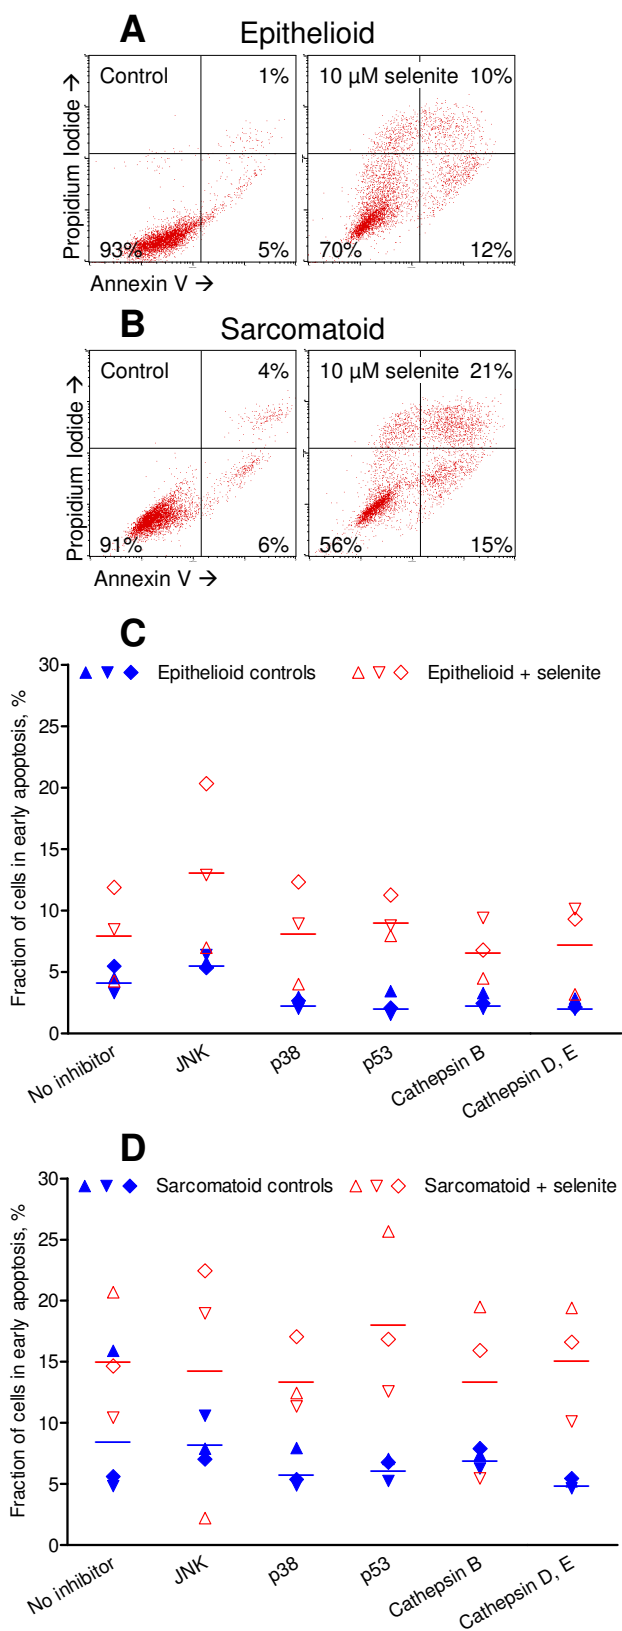 A
Epithelioid
Control 1% 10 µM selenite 10%
Propidium Iodide →
93% 5% 70% 12%
Annexin V →
B
Sarcomatoid
Control 4% 10 µM selenite 21%
Propidium Iodide →
91% 6% 56% 15%
Annexin V →
C
Fraction of cells in early apoptosis, %
30
25
20
15
10
5
0
Epithelioid controls Epithelioid + selenite
No inhibitor JNK p38 p53 Cathepsin B Cathepsin D, E
D
Fraction of cells in early apoptosis, %
30
25
20
15
10
5
0
Sarcomatoid controls Sarcomatoid + selenite
No inhibitor JNK p38 p53 Cathepsin B Cathepsin D, E